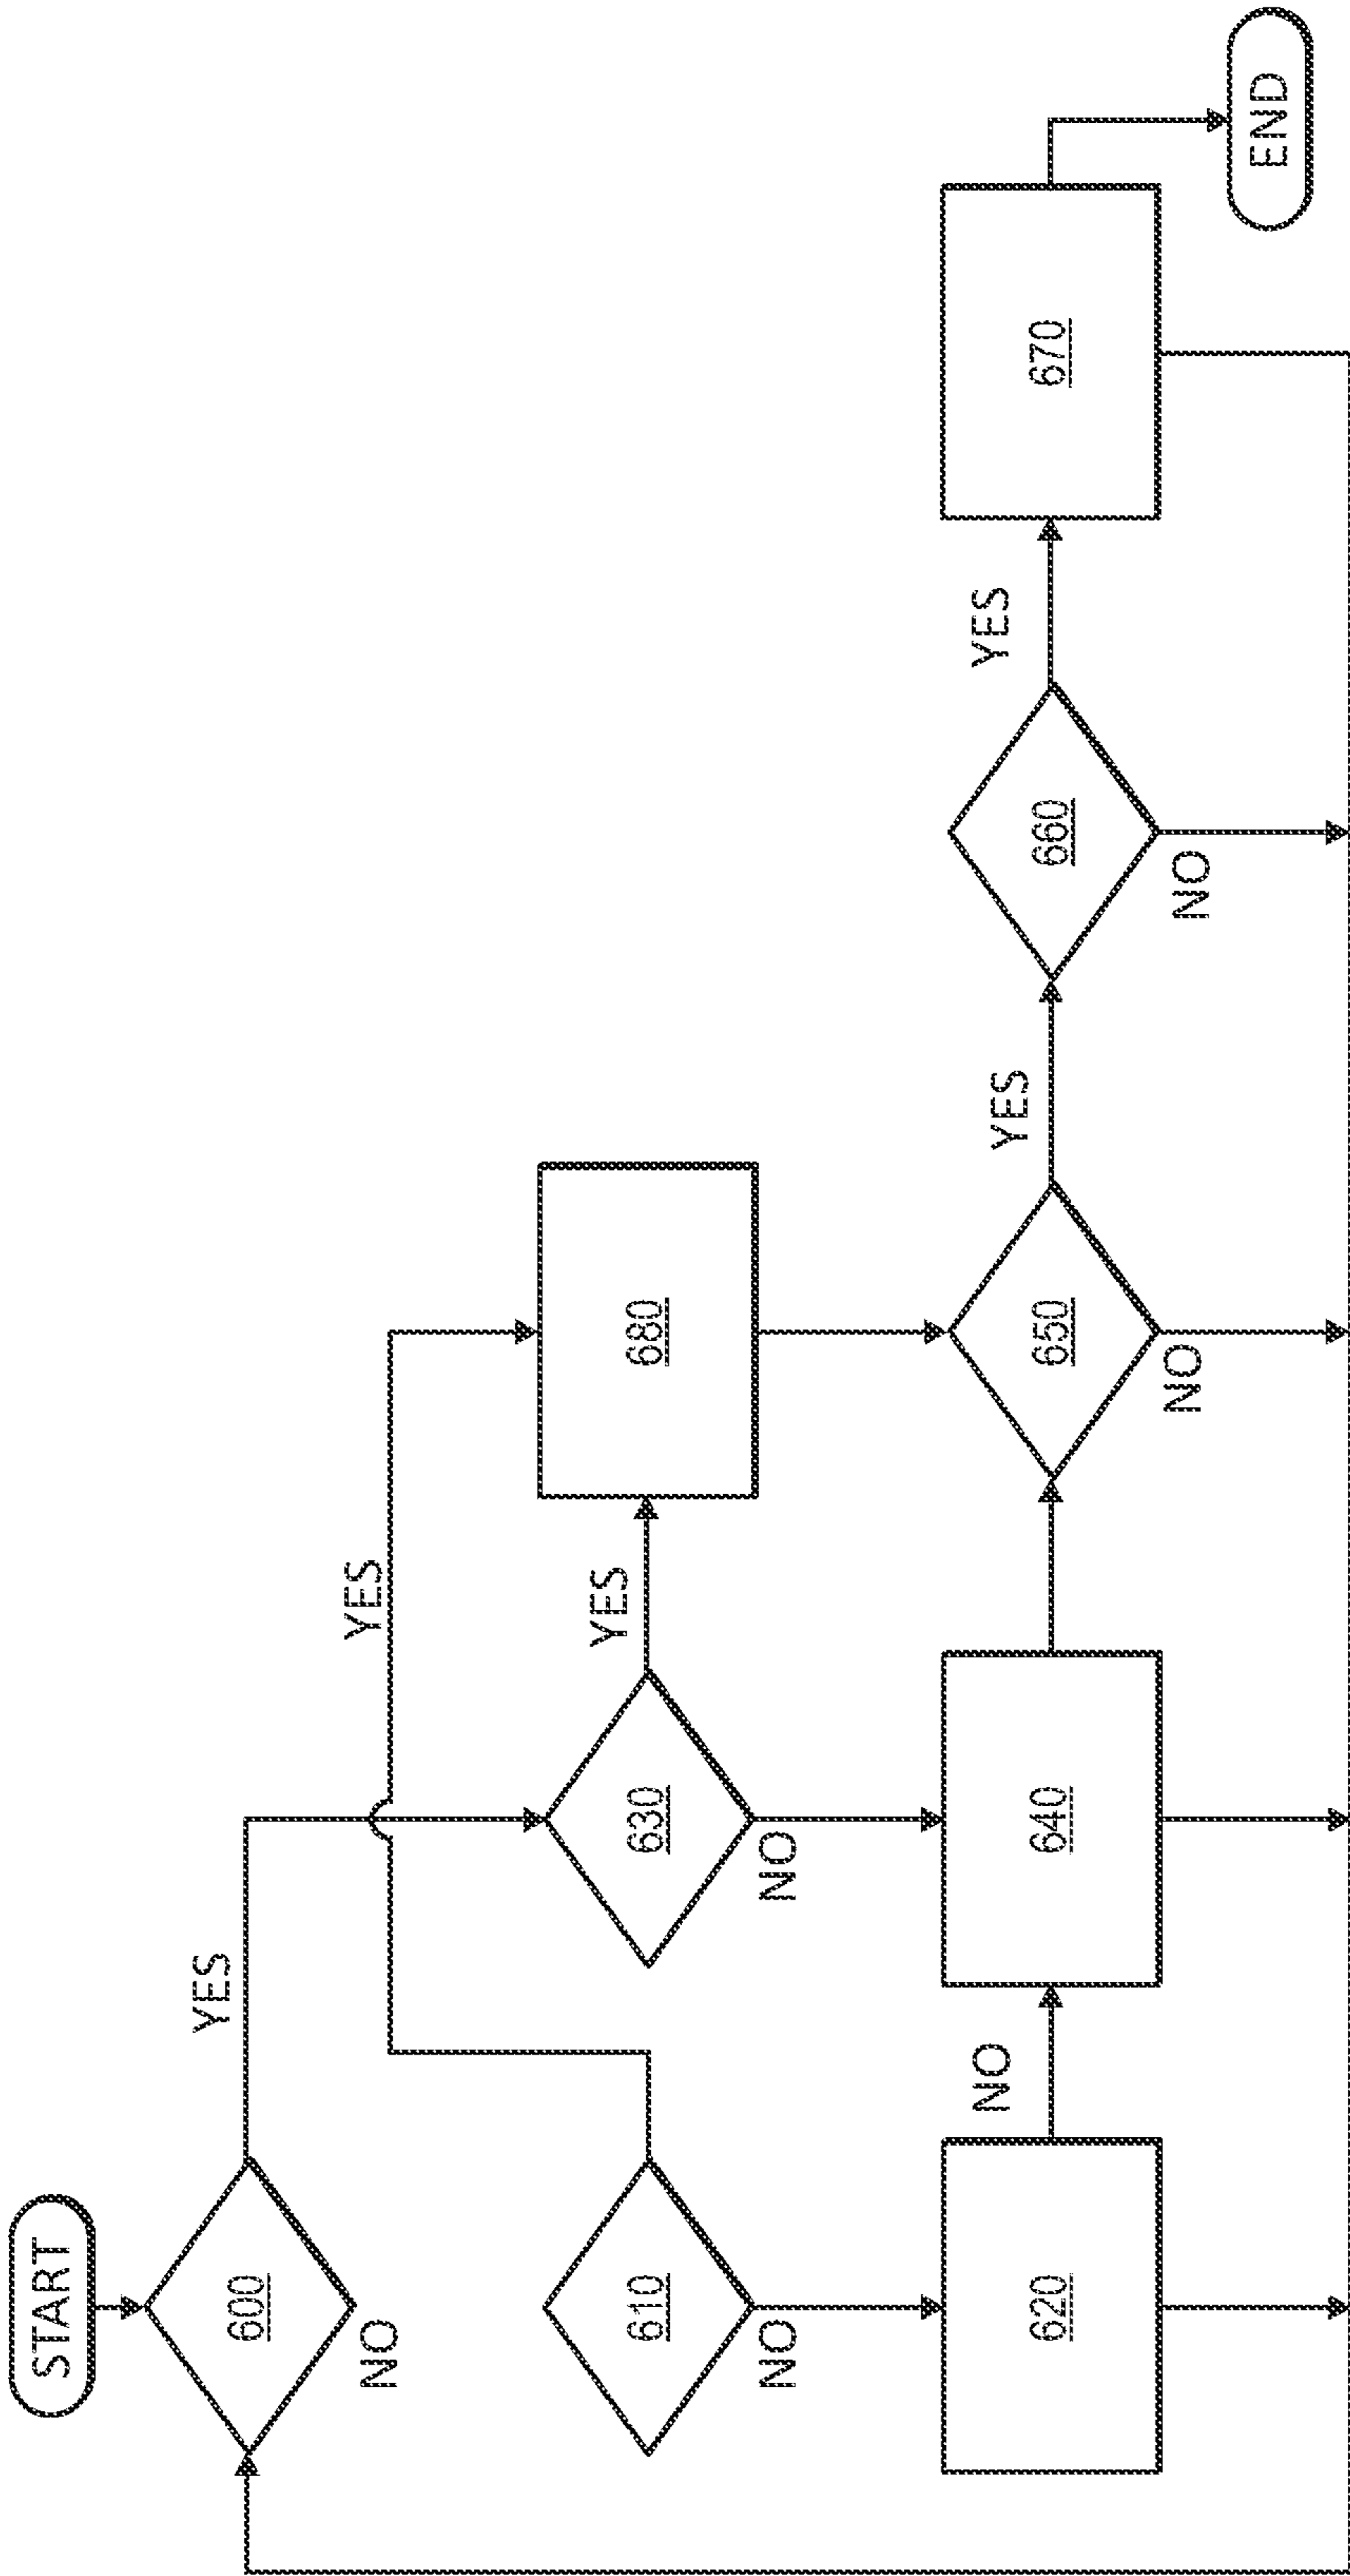 START
600
YES
NO
610
YES
NO
630
YES
NO
680
620
NO
640
650
YES
NO
660
YES
NO
670
END